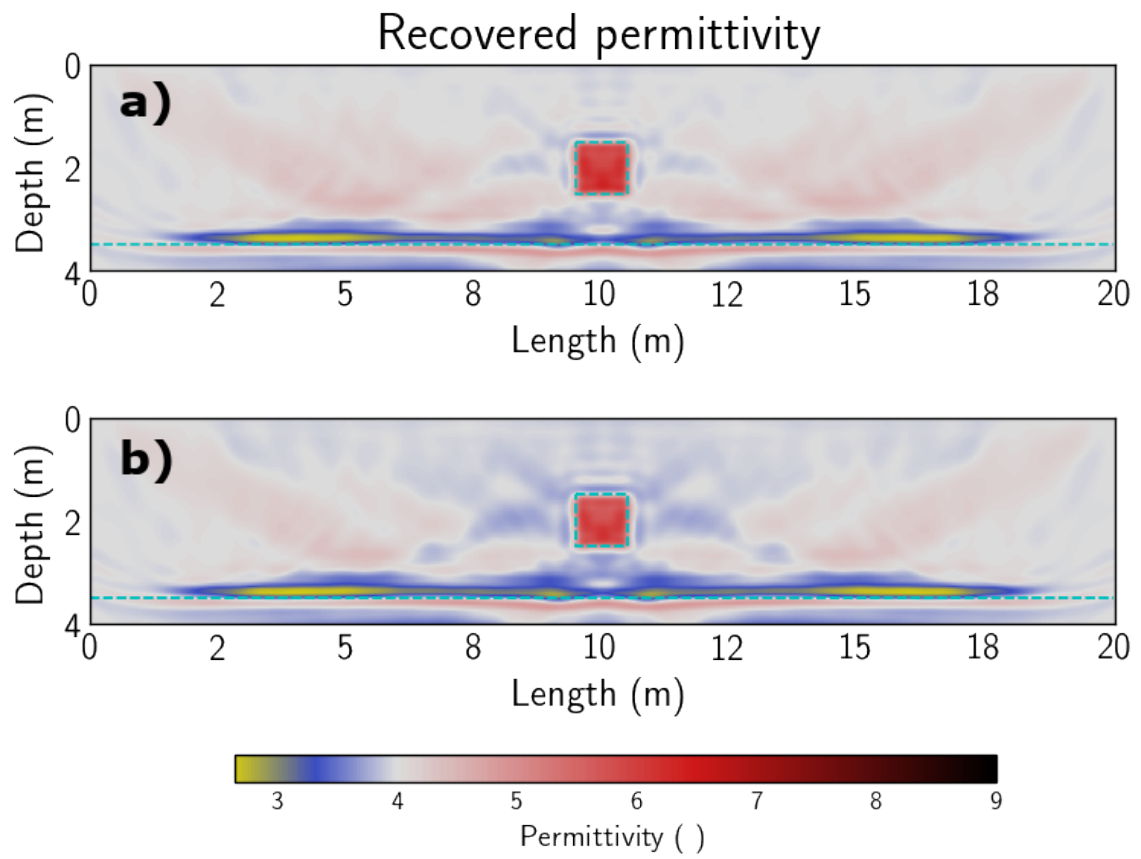 Recovered permittivity
a)
Depth (m)
0
2
4
0 2 5 8 10 12 15 18 20
Length (m)
b)
Depth (m)
0
2
4
0 2 5 8 10 12 15 18 20
Length (m)
3 4 5 6 7 8 9
Permittivity ( )